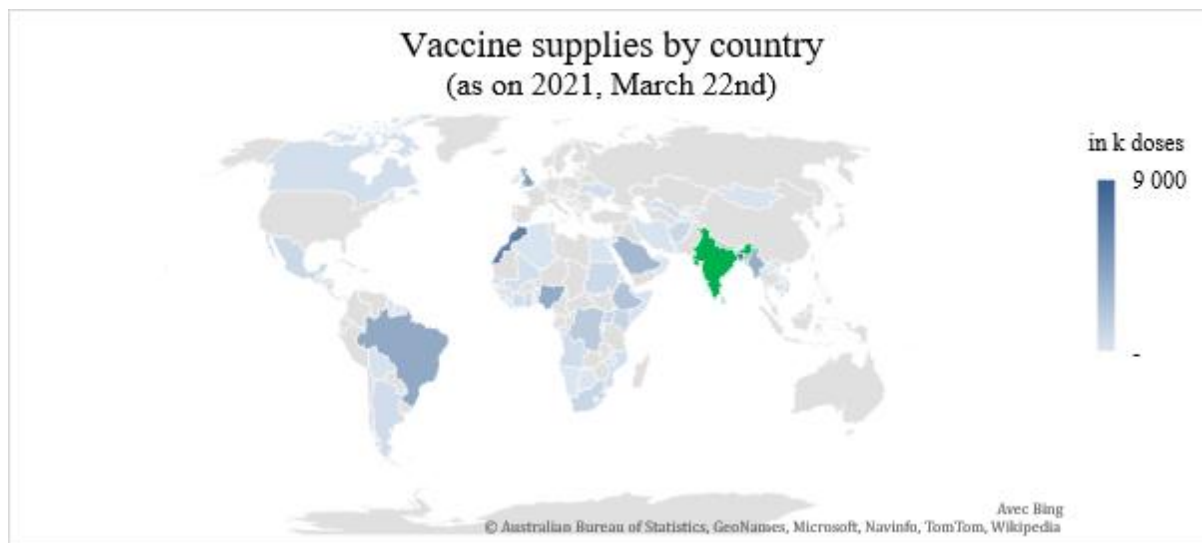 Vaccine supplies by country
(as on 2021, March 22nd)
in k doses
9 000
-
Avec Bing
© Australian Bureau of Statistics, GeoNames, Microsoft, Navinfo, TomTom, Wikipedia